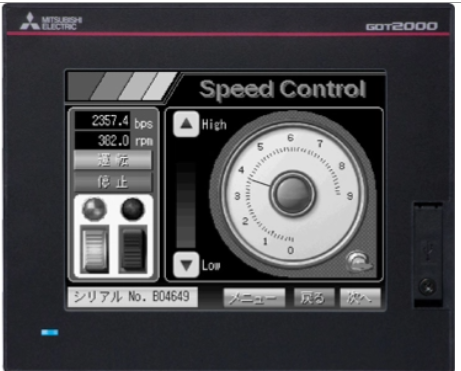 MITSUBISHI
ELECTRIC
GOT2000
Speed Control
2357.4 bps
382.0 rpm
運転
停止
High
Low
0
1
2
3
4
5
6
7
8
9
シリアル No. B04649
メニュー
戻る
次へ